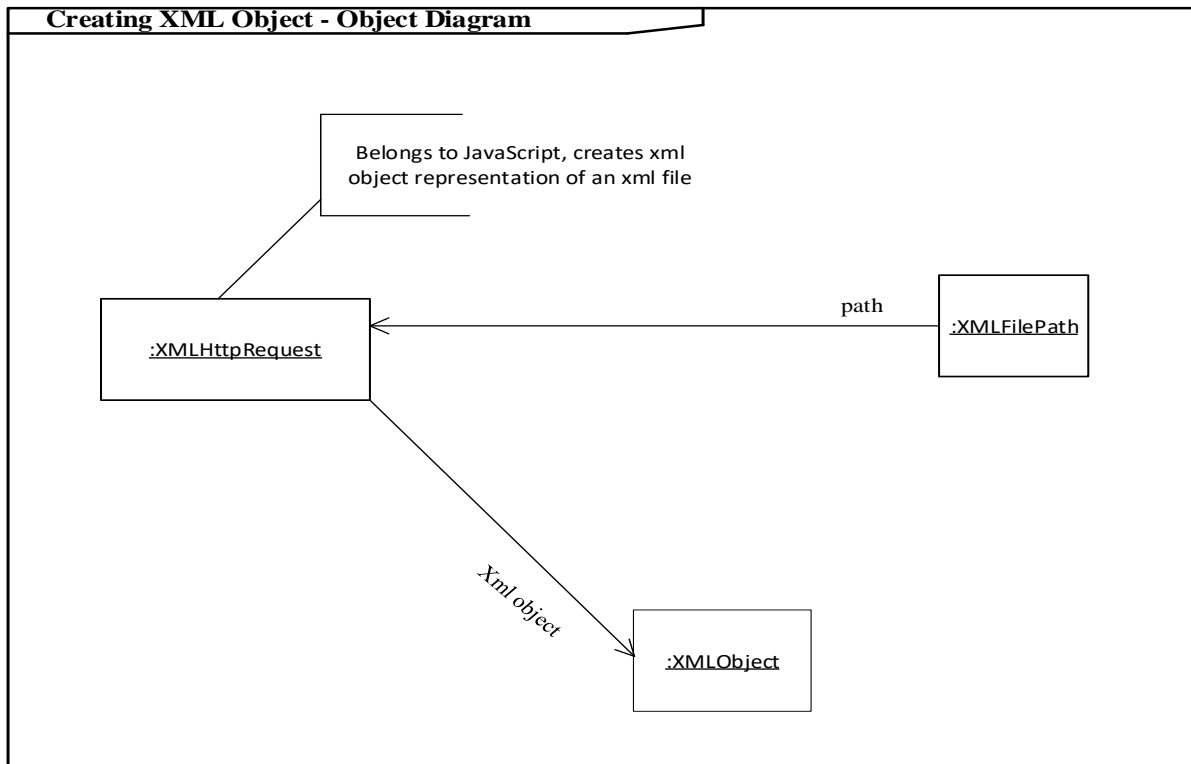 Creating XML Object - Object Diagram
Belongs to JavaScript, creates xml
object representation of an xml file
path
:XMLHttpRequest
:XMLFilePath
Xml object
:XMLObject